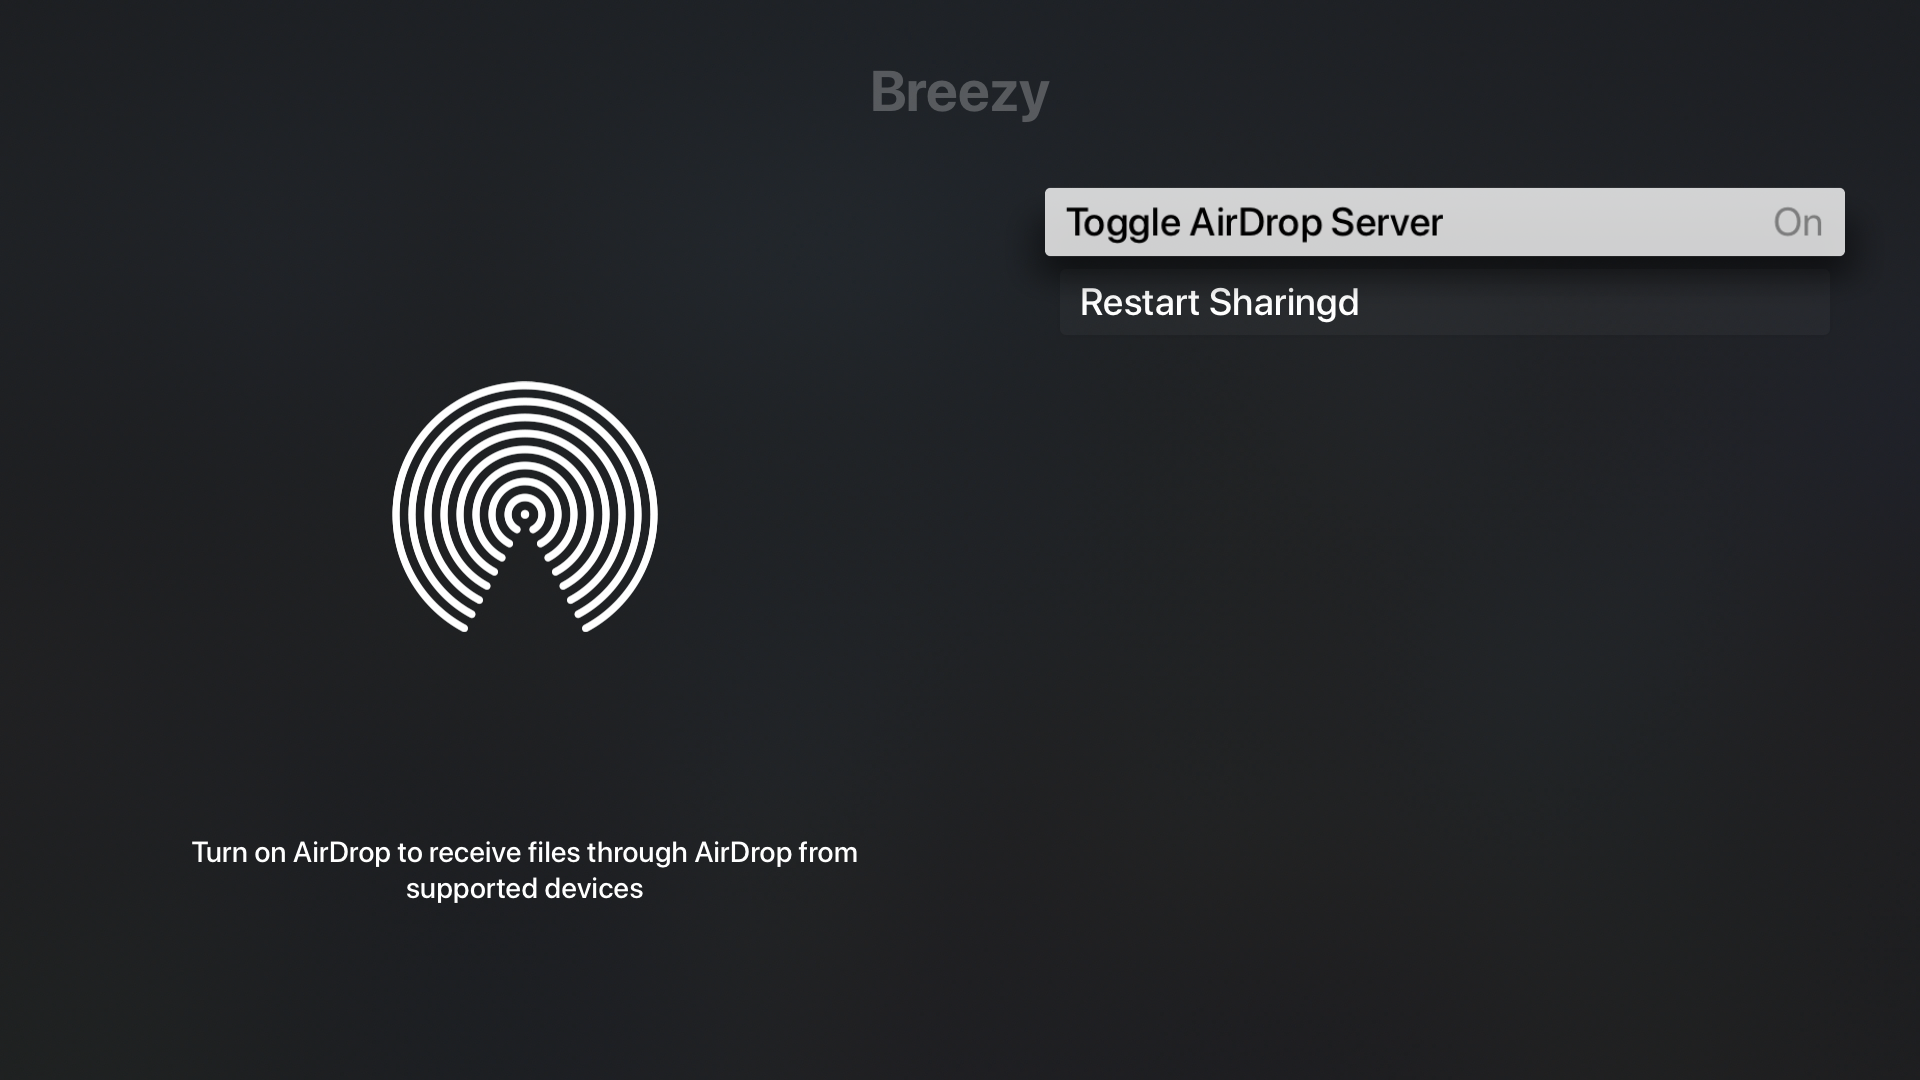 Breezy
Toggle AirDrop Server On
Restart Sharingd
Turn on AirDrop to receive files through AirDrop from
supported devices